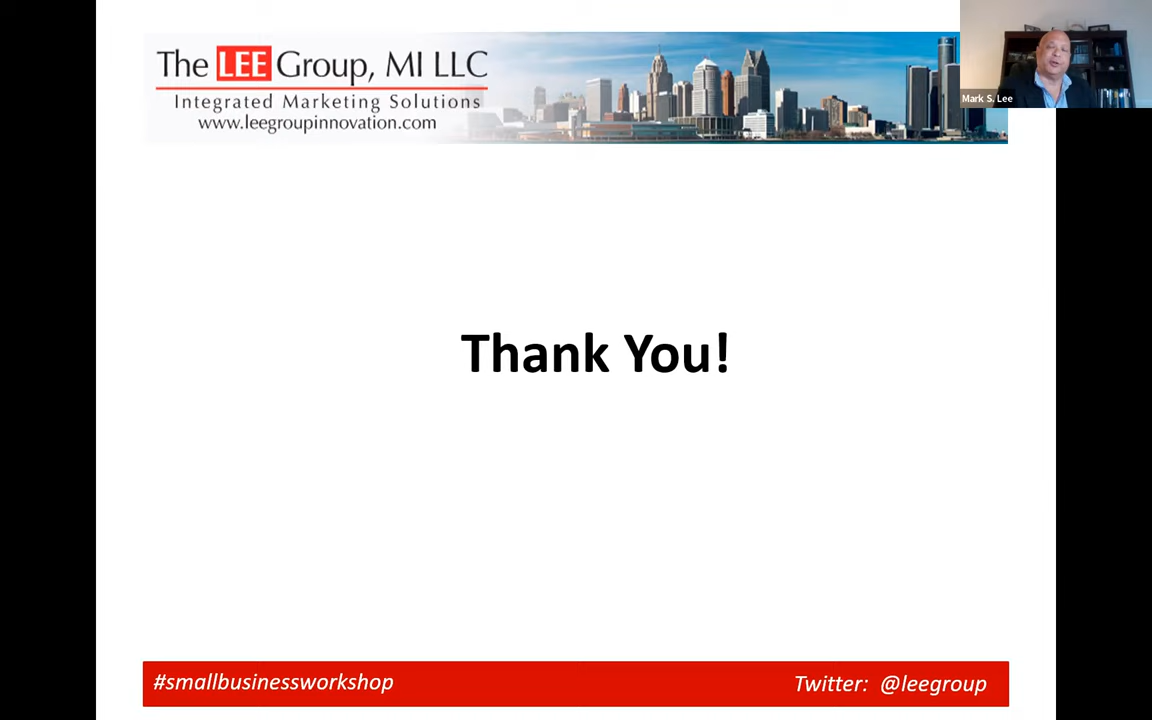 The LEE Group, MI LLC
Integrated Marketing Solutions
www.leegroupinnovation.com
Mark S. Lee
Thank You!
#smallbusinessworkshop
Twitter: @leegroup